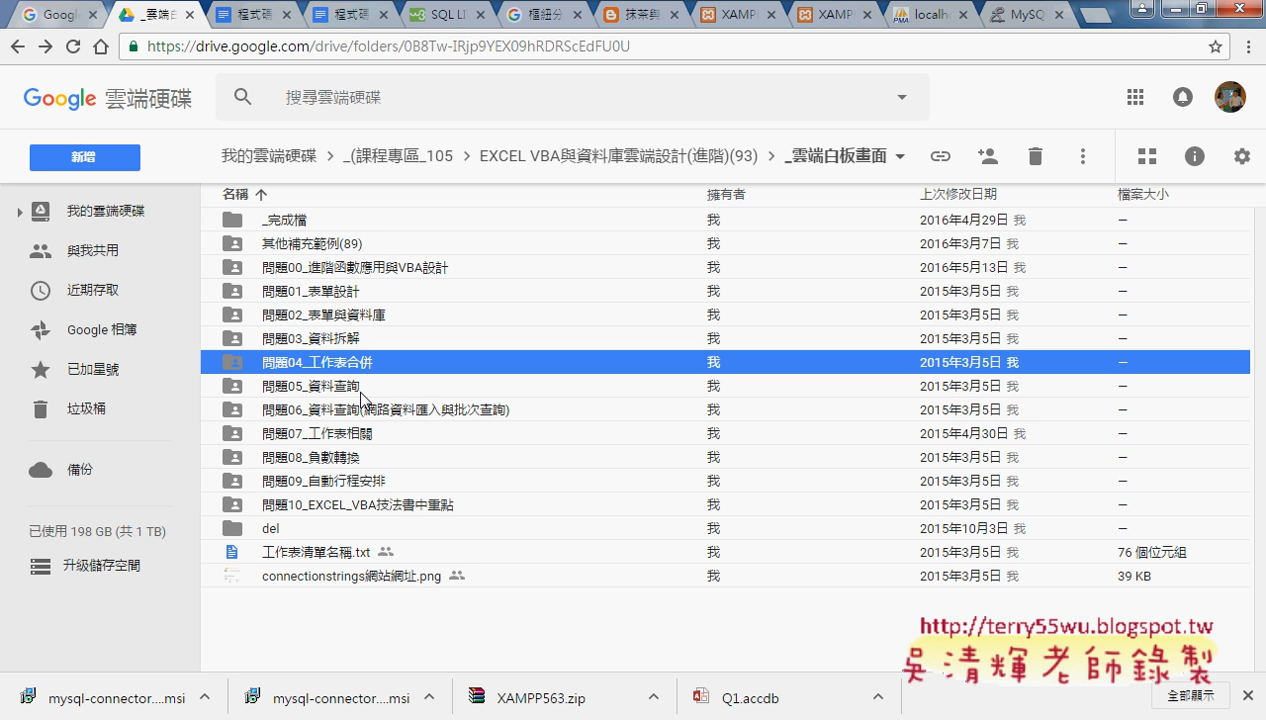 Googl
_雲端E
程式碼
程式碼
SQL LI
樞紐分
抹茶與
XAMPI
XAMP
localh
MySQ
https://drive.google.com/drive/folders/0B8Tw-IRjp9YEX09hRDRScEdFU0U
Google 雲端硬碟
搜尋雲端硬碟
新增
我的雲端硬碟 > _(課程專區_105 > EXCEL VBA與資料庫雲端設計(進階)(93) > _雲端白板畫面
我的雲端硬碟
與我共用
近期存取
Google 相簿
已加星號
垃圾桶
備份
已使用 198 GB (共 1 TB)
升級儲存空間
名稱 擁有者 上次修改日期 檔案大小
_完成檔 我 2016年4月29日 我 –
其他補充範例(89) 我 2016年3月7日 我 –
問題00_進階函數應用與VBA設計 我 2016年5月13日 我 –
問題01_表單設計 我 2015年3月5日 我 –
問題02_表單與資料庫 我 2015年3月5日 我 –
問題03_資料拆解 我 2015年3月5日 我 –
問題04_工作表合併 我 2015年3月5日 我 –
問題05_資料查詢 我 2015年3月5日 我 –
問題06_資料查詢(網路資料匯入與批次查詢) 我 2015年3月5日 我 –
問題07_工作表相關 我 2015年4月30日 我 –
問題08_負數轉換 我 2015年3月5日 我 –
問題09_自動行程安排 我 2015年3月5日 我 –
問題10_EXCEL_VBA技法書中重點 我 2015年3月5日 我 –
del 我 2015年10月3日 我 –
工作表清單名稱.txt 我 2015年3月5日 我 76 個位元組
connectionstrings網站網址.png 我 2015年3月5日 我 39 KB
http://terry55wu.blogspot.tw
吳清輝老師錄製
mysql-connector....msi
mysql-connector....msi
XAMPP563.zip
Q1.accdb
全部顯示